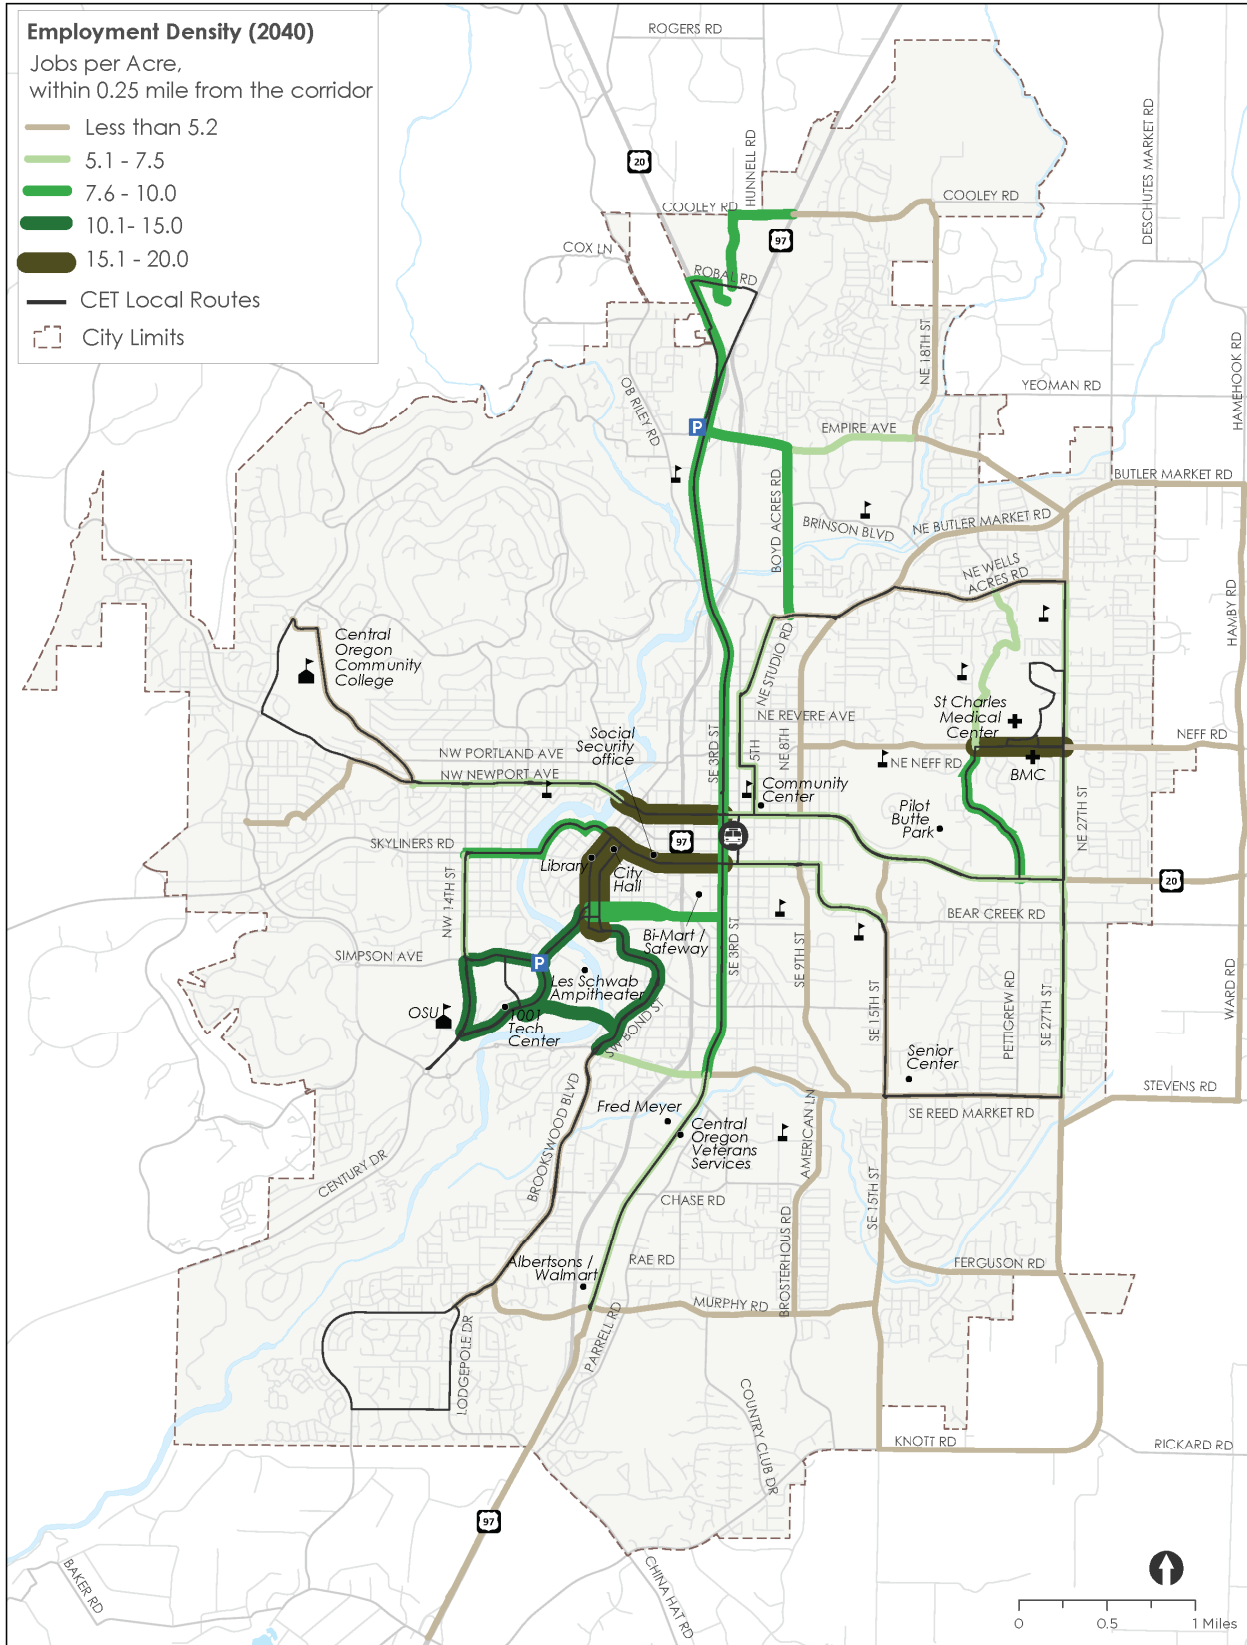 Employment Density (2040)
Jobs per Acre,
within 0.25 mile from the corridor
Less than 5.2
5.1 - 7.5
7.6 - 10.0
10.1- 15.0
15.1 - 20.0
CET Local Routes
City Limits
ROGERS RD
20
HUNNELL RD
DESCHUTES MARKET RD
COOLEY RD
COOLEY RD
97
COX LN
ROBAL RD
NE 18TH ST
HAMEHOOK RD
YEOMAN RD
OB RILEY RD
P
EMPIRE AVE
BUTLER MARKET RD
BOYD ACRES RD
BRINSON BLVD
NE BUTLER MARKET RD
NE WELLS
ACRES RD
HAMBY RD
Central
Oregon
Community
College
NE STUDIO RD
St Charles
Medical
Center
NE REVERE AVE
Social
Security
office
SE 3RD ST
5TH
NE 8TH
NEFF RD
NW PORTLAND AVE
NW NEWPORT AVE
NE NEFF RD
BMC
Community
Center
Pilot
Butte
Park
NE 27TH ST
SKYLINERS RD
97
Library
City
Hall
20
NW 14TH ST
BEAR CREEK RD
Bi-Mart /
Safeway
SE 3RD ST
SE 9TH ST
SIMPSON AVE
P
Les Schwab
Ampitheater
WARD RD
OSU
1001
Tech
Center
SW BOND ST
SE 15TH ST
PETTIGREW RD
SE 27TH ST
Senior
Center
STEVENS RD
BROOKSWOOD BLVD
Fred Meyer
AMERICAN LN
SE REED MARKET RD
Central
Oregon
Veterans
Services
CENTURY DR
CHASE RD
SE 15TH ST
BROSTERHOUS RD
Albertsons /
Walmart
RAE RD
FERGUSON RD
MURPHY RD
PARRELL RD
LODGEPOLE DR
COUNTRY CLUB DR
KNOTT RD
RICKARD RD
97
BAKER RD
CHINA HAT RD
0 0.5 1 Miles